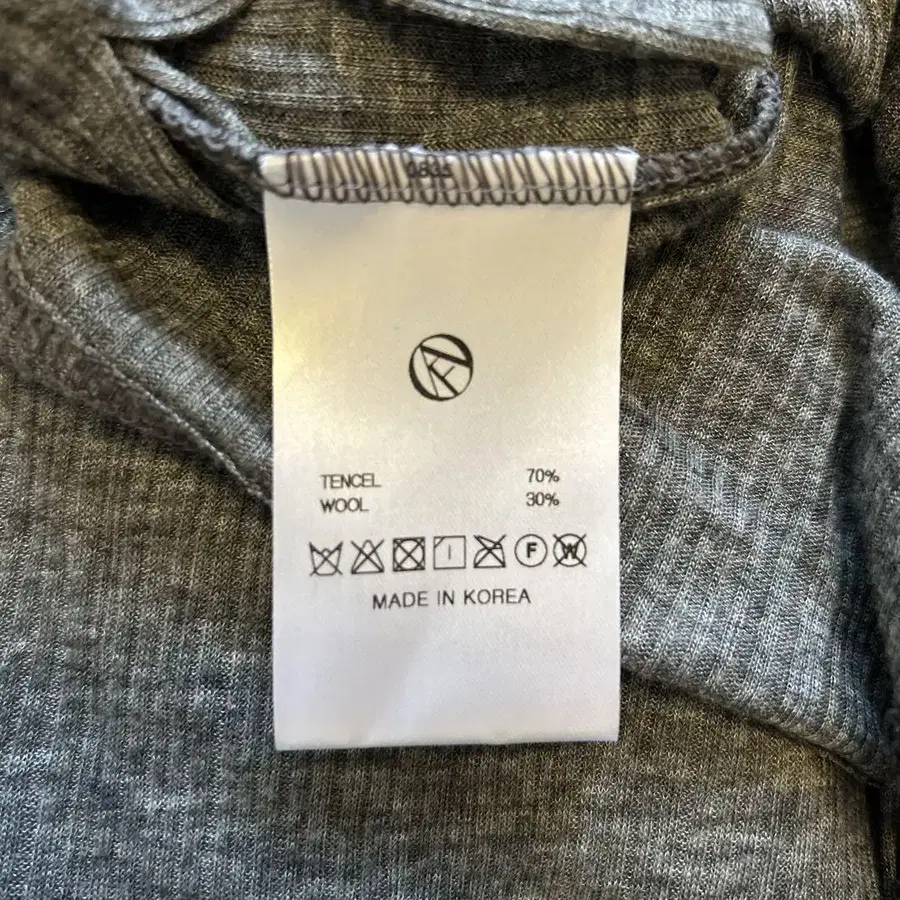 TENCEL 70%
WOOL 30%
F W
MADE IN KOREA